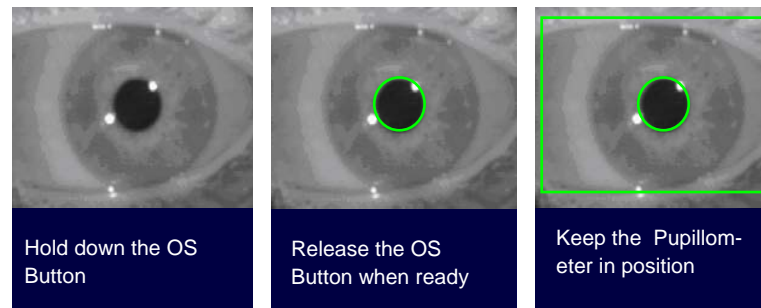 Hold down the OS
Button
Release the OS
Button when ready
Keep the  Pupillom-
eter in position